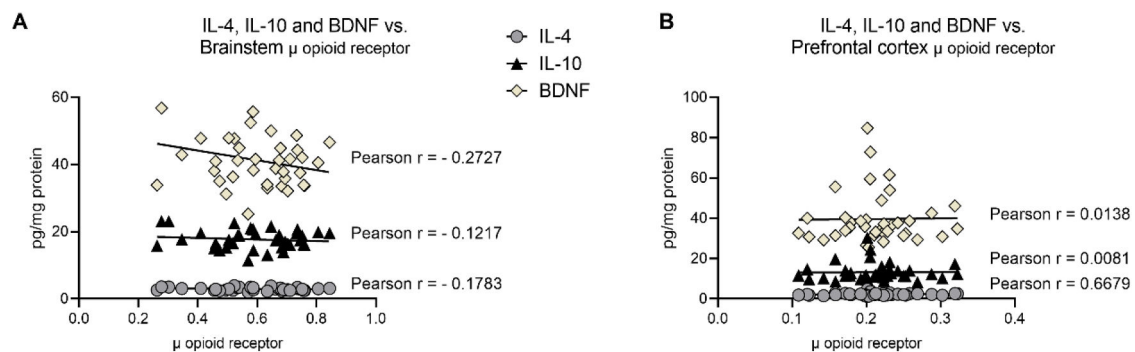 A
IL-4, IL-10 and BDNF vs.
Brainstem μ opioid receptor
IL-4
IL-10
BDNF
pg/mg protein
60
40
20
0
0.0
0.2
0.4
0.6
0.8
1.0
μ opioid receptor
Pearson r = - 0.2727
Pearson r = - 0.1217
Pearson r = - 0.1783
B
IL-4, IL-10 and BDNF vs.
Prefrontal cortex μ opioid receptor
pg/mg protein
100
80
60
40
20
0
0.0
0.1
0.2
0.3
0.4
μ opioid receptor
Pearson r = 0.0138
Pearson r = 0.0081
Pearson r = 0.6679